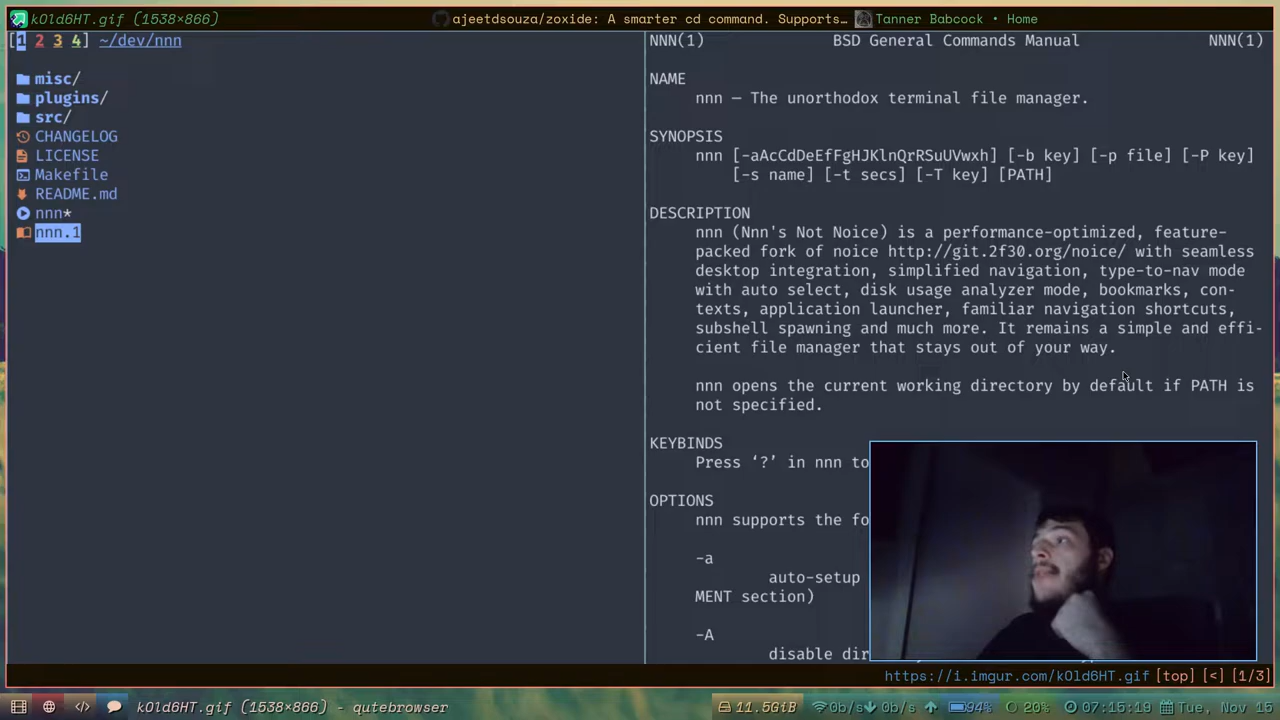 kOld6HT.gif (1538×866)
ajeetdsouza/zoxide: A smarter cd command. Supports…
Tanner Babcock • Home
[1 2 3 4] ~/dev/nnn
misc/
plugins/
src/
CHANGELOG
LICENSE
Makefile
README.md
nnn*
nnn.1
NNN(1) BSD General Commands Manual NNN(1)
NAME
nnn — The unorthodox terminal file manager.
SYNOPSIS
nnn [-aAcCdDeEfFgHJKlnQrRSuUVwxh] [-b key] [-p file] [-P key]
[-s name] [-t secs] [-T key] [PATH]
DESCRIPTION
nnn (Nnn's Not Noice) is a performance-optimized, feature-
packed fork of noice http://git.2f30.org/noice/ with seamless
desktop integration, simplified navigation, type-to-nav mode
with auto select, disk usage analyzer mode, bookmarks, con-
texts, application launcher, familiar navigation shortcuts,
subshell spawning and much more. It remains a simple and effi-
cient file manager that stays out of your way.
nnn opens the current working directory by default if PATH is
not specified.
KEYBINDS
Press ‘?’ in nnn to
OPTIONS
nnn supports the fo
-a
auto-setup
MENT section)
-A
disable dir
https://i.imgur.com/kOld6HT.gif [top] [<] [1/3]
kOld6HT.gif (1538×866) - qutebrowser
11.5GiB 0b/s 0b/s 94% 20% 07:15:19 Tue, Nov 15